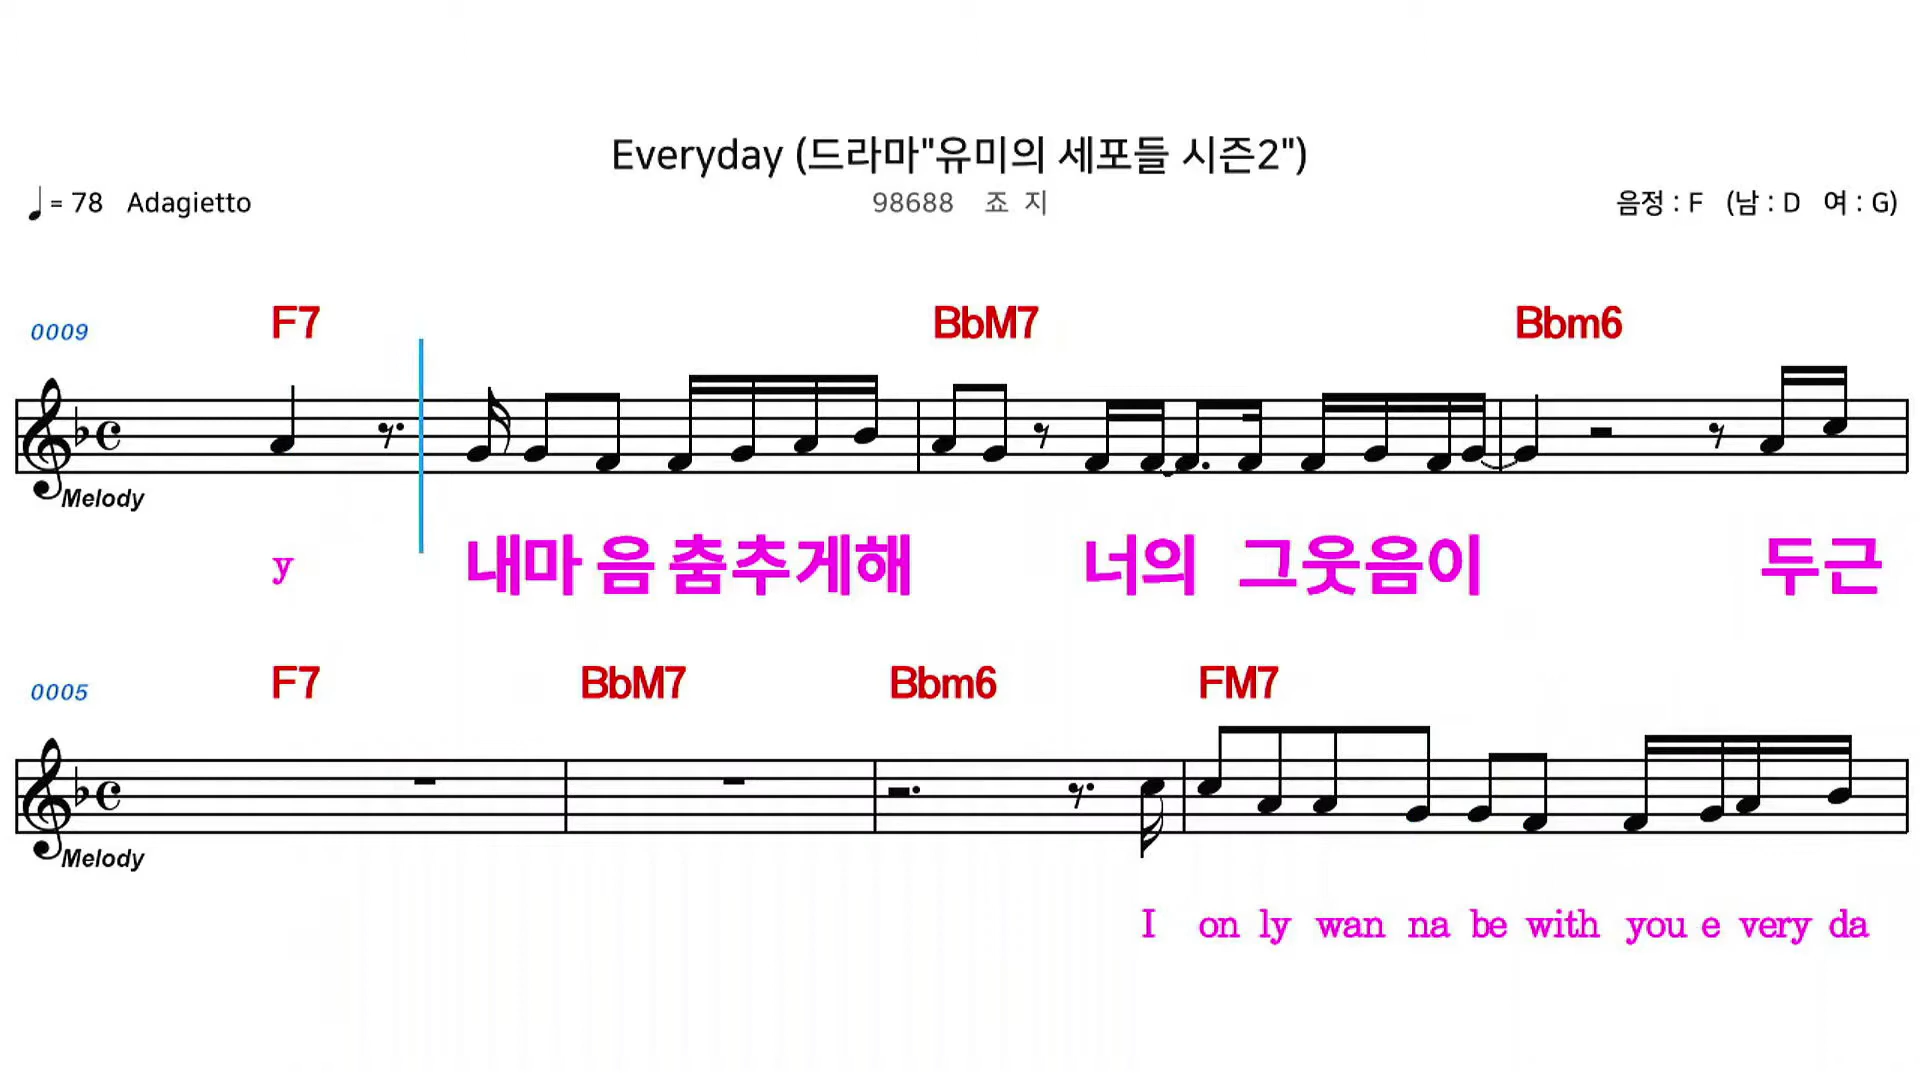 Everyday (드라마"유미의 세포들 시즌2")
♩= 78 Adagietto
98688 죠 지
음정 : F (남 : D 여 : G)
0009 F7 BbM7 Bbm6
Melody
y 내마 음 춤추게해 너의 그웃음이 두근
0005 F7 BbM7 Bbm6 FM7
Melody
I on ly wan na be with you e very da